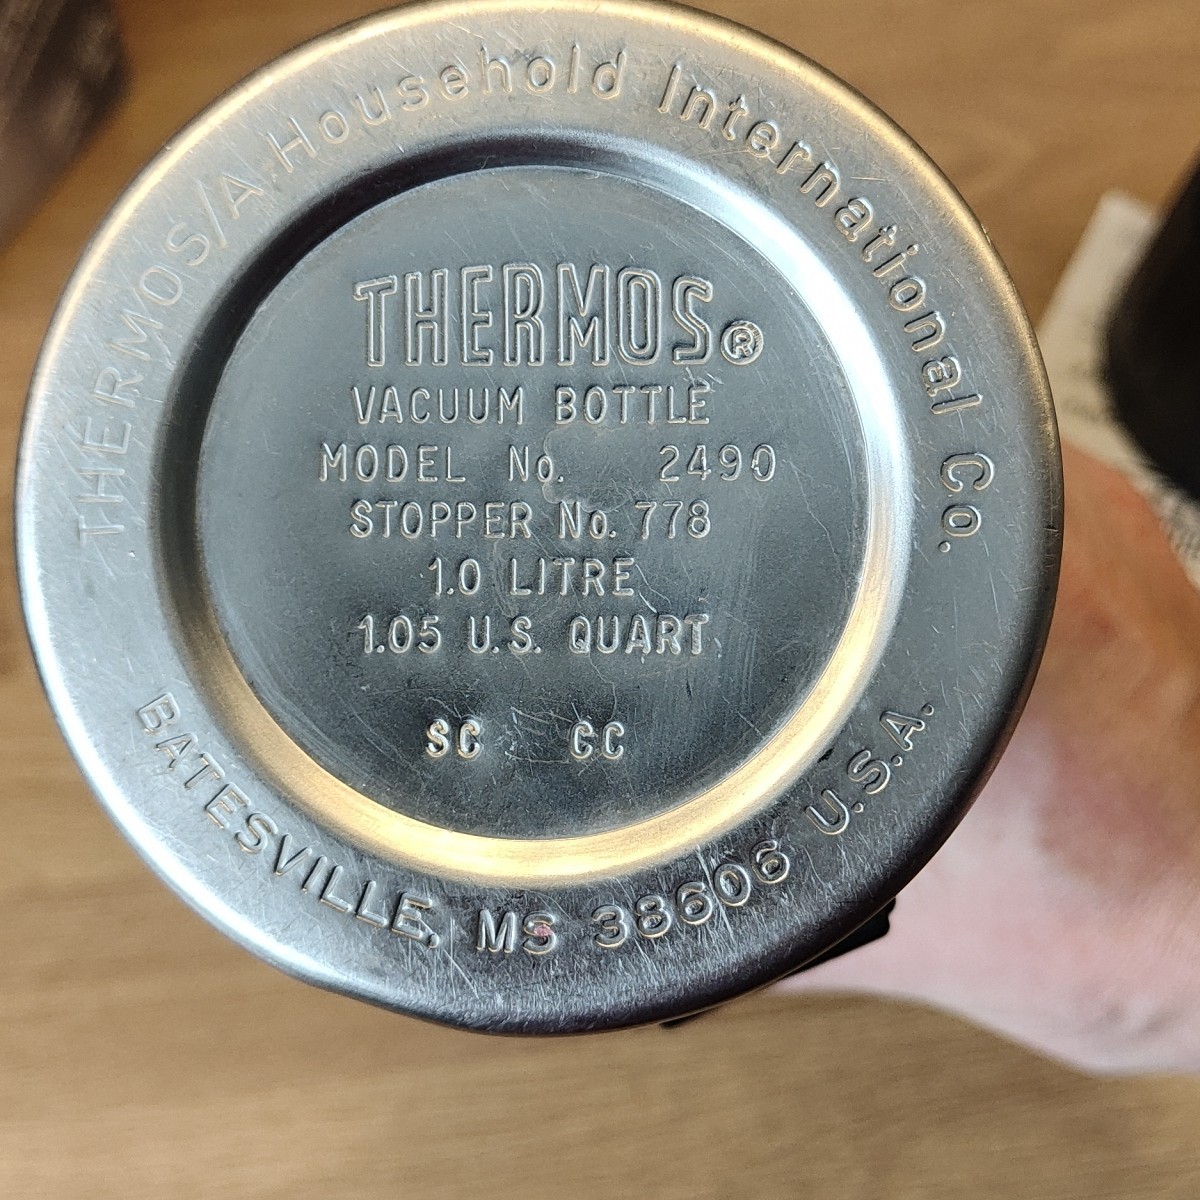 THERMOS/A Household International Co.
THERMOS®
VACUUM BOTTLE
MODEL No. 2490
STOPPER No. 778
1.0 LITRE
1.05 U.S. QUART
SC GC
BATESVILLE, MS 38606 U.S.A.